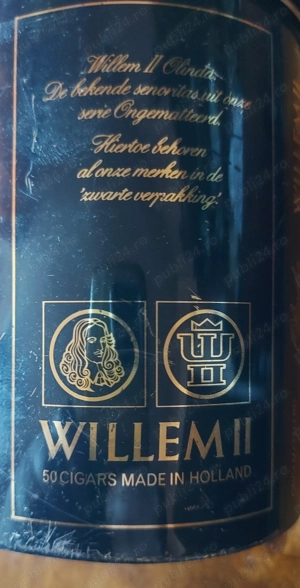 Willem II Olinda.
De bekende senoritas uit onze
serie Ongematteerd.
Hiertoe behoren
al onze merken in de
'zwarte verpakking'.
W
II
WILLEM II
50 CIGARS MADE IN HOLLAND